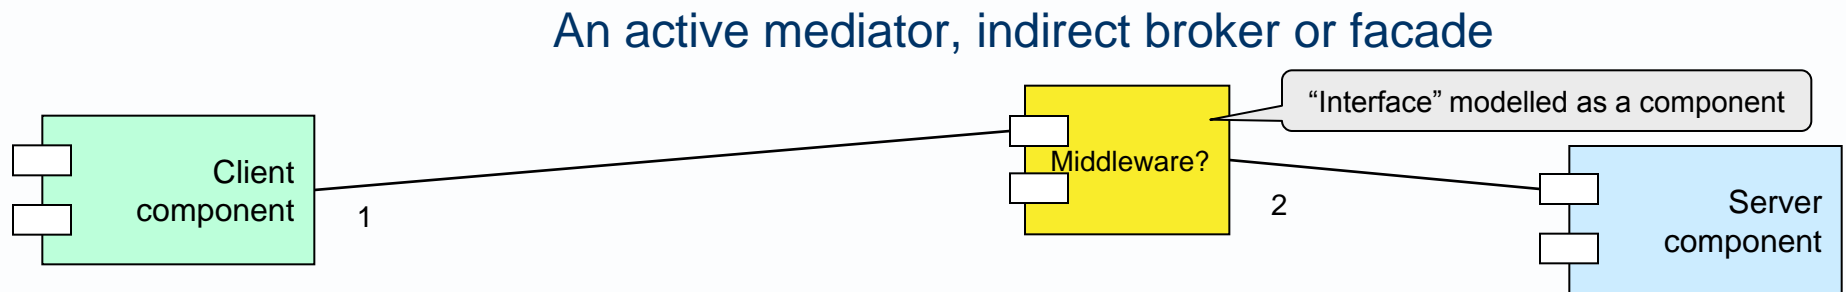 An active mediator, indirect broker or facade
“Interface” modelled as a component
Client
component
1
Middleware?
2
Server
component